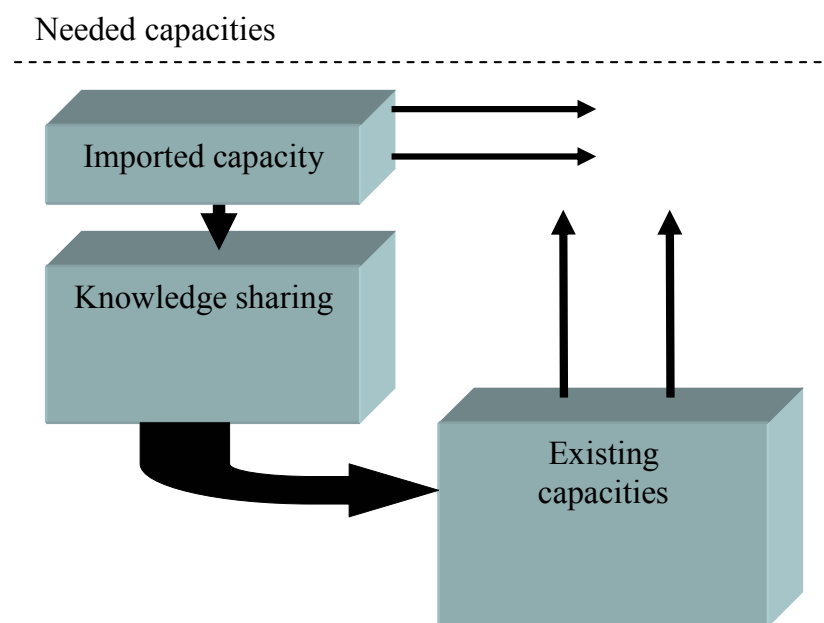 Needed capacities
Imported capacity
Knowledge sharing
Existing
capacities